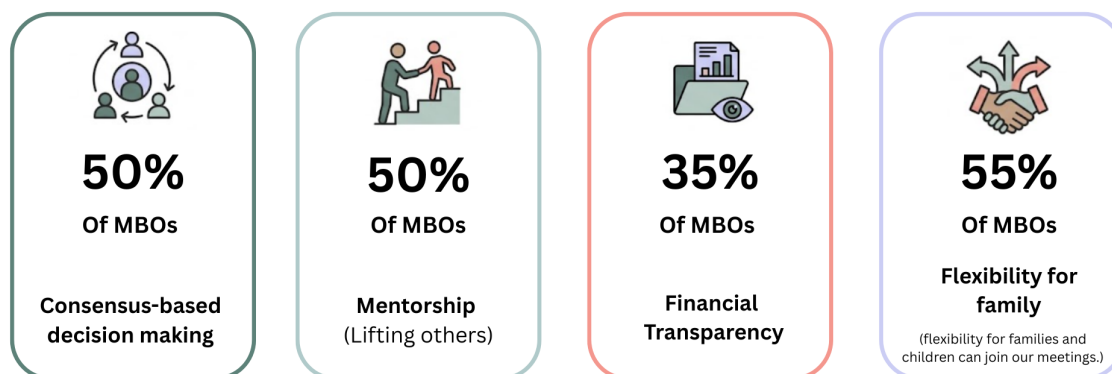 50%
Of MBOs
Consensus-based
decision making
50%
Of MBOs
Mentorship
(Lifting others)
35%
Of MBOs
Financial
Transparency
55%
Of MBOs
Flexibility for
family
(flexibility for families and
children can join our meetings.)